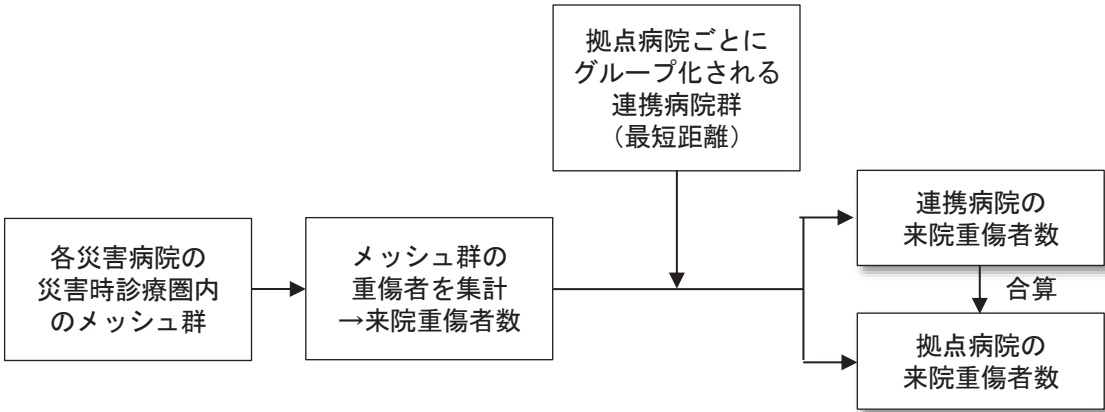 拠点病院ごとに
グループ化される
連携病院群
（最短距離）
各災害病院の
災害時診療圏内
のメッシュ群
メッシュ群の
重傷者を集計
→来院重傷者数
連携病院の
来院重傷者数
合算
拠点病院の
来院重傷者数